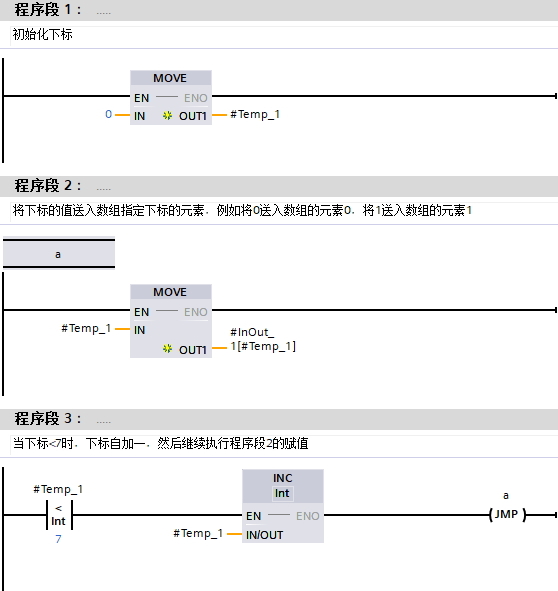 程序段 1： .....
初始化下标
MOVE
EN ENO
0 IN OUT1 #Temp_1
程序段 2： .....
将下标的值送入数组指定下标的元素，例如将0送入数组的元素0，将1送入数组的元素1
a
MOVE
EN ENO
#Temp_1 IN
#InOut_
OUT1 1[#Temp_1]
程序段 3： .....
当下标<7时，下标自加一，然后继续执行程序段2的赋值
INC
Int
#Temp_1
<
Int
7
EN ENO
#Temp_1 IN/OUT
a
JMP